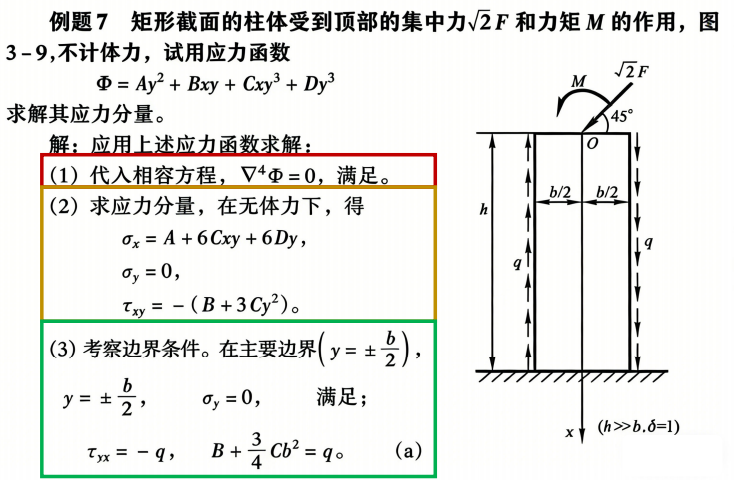 例题7 矩形截面的柱体受到顶部的集中力√2F 和力矩 M 的作用，图
3-9,不计体力，试用应力函数
Φ = Ay² + Bxy + Cxy³ + Dy³
求解其应力分量。
解：应用上述应力函数求解：
(1) 代入相容方程，∇⁴Φ = 0，满足。
(2) 求应力分量，在无体力下，得
σx = A + 6Cxy + 6Dy，
σy = 0，
τxy = -(B + 3Cy²)。
(3) 考察边界条件。在主要边界(y = ± b/2)，
y = ± b/2， σy = 0， 满足；
τyx = -q， B + 3/4 Cb² = q。 (a)
√2F
M
45°
O
b/2 b/2
h
q
q
x
(h>>b.δ=1)